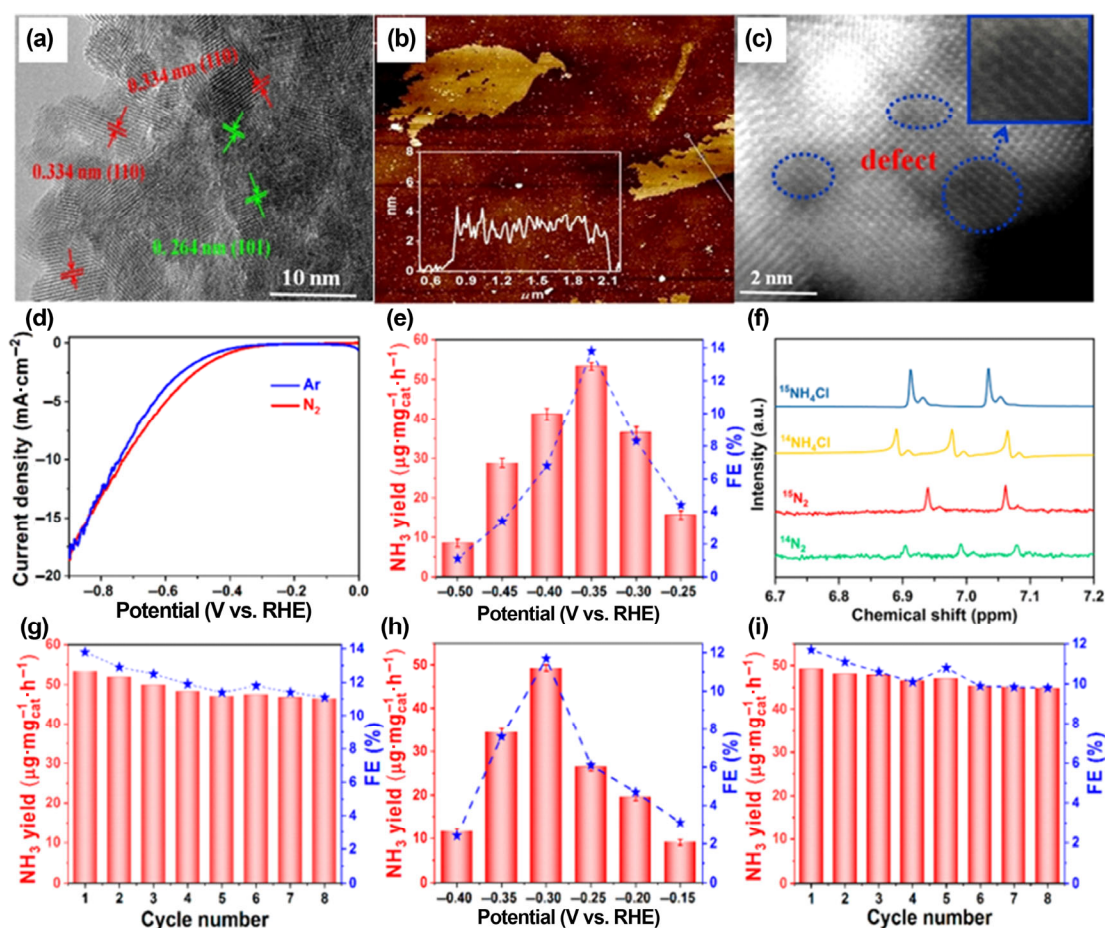 (a)
0.334 nm (110)
0.334 nm (110)
0. 264 nm (101)
10 nm
(b)
nm
8
6
4
2
0
0.6 0.9 1.2 1.5 1.8 2.1
μm
(c)
defect
2 nm
(d)
Current density (mA·cm⁻²)
0
−5
−10
−15
−20
Ar
N₂
−0.8 −0.6 −0.4 −0.2 0.0
Potential (V vs. RHE)
(e)
NH₃ yield (μg·mg⁻¹cat·h⁻¹)
60
50
40
30
20
10
0
14
12
10
8
6
4
2
0
FE (%)
−0.50 −0.45 −0.40 −0.35 −0.30 −0.25
Potential (V vs. RHE)
(f)
Intensity (a.u.)
¹⁵NH₄Cl
¹⁴NH₄Cl
¹⁵N₂
¹⁴N₂
6.7 6.8 6.9 7.0 7.1 7.2
Chemical shift (ppm)
(g)
NH₃ yield (μg·mg⁻¹cat·h⁻¹)
60
50
40
30
20
10
0
14
12
10
8
6
4
2
0
FE (%)
1 2 3 4 5 6 7 8
Cycle number
(h)
NH₃ yield (μg·mg⁻¹cat·h⁻¹)
50
40
30
20
10
0
12
10
8
6
4
2
0
FE (%)
−0.40 −0.35 −0.30 −0.25 −0.20 −0.15
Potential (V vs. RHE)
(i)
NH₃ yield (μg·mg⁻¹cat·h⁻¹)
50
40
30
20
10
0
12
10
8
6
4
2
0
FE (%)
1 2 3 4 5 6 7 8
Cycle number